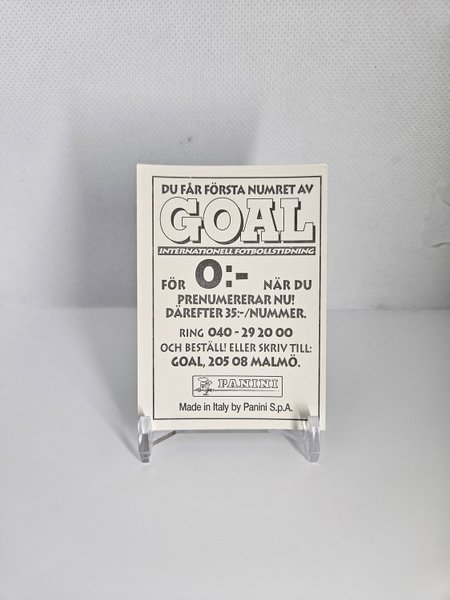 DU FÅR FÖRSTA NUMRET AV
GOAL
INTERNATIONELL FOTBOLLSTIDNING
FÖR 0:- NÄR DU
PRENUMERERAR NU!
DÄREFTER 35:-/NUMMER.
RING 040 - 29 20 00
OCH BESTÄLL! ELLER SKRIV TILL:
GOAL, 205 08 MALMÖ.
PANINI
Made in Italy by Panini S.p.A.